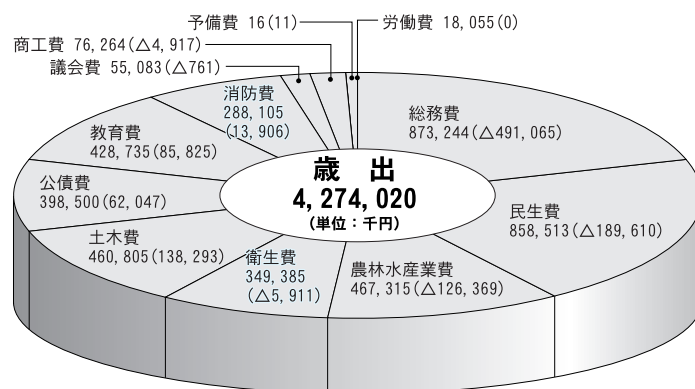 予備費 16(11)
労働費 18,055(0)
商工費 76,264(△4,917)
議会費 55,083(△761)
消防費
288,105
(13,906)
総務費
873,244(△491,065)
教育費
428,735(85,825)
歳 出
4,274,020
(単位：千円)
公債費
398,500(62,047)
民生費
858,513(△189,610)
土木費
460,805(138,293)
衛生費
349,385
(△5,911)
農林水産業費
467,315(△126,369)